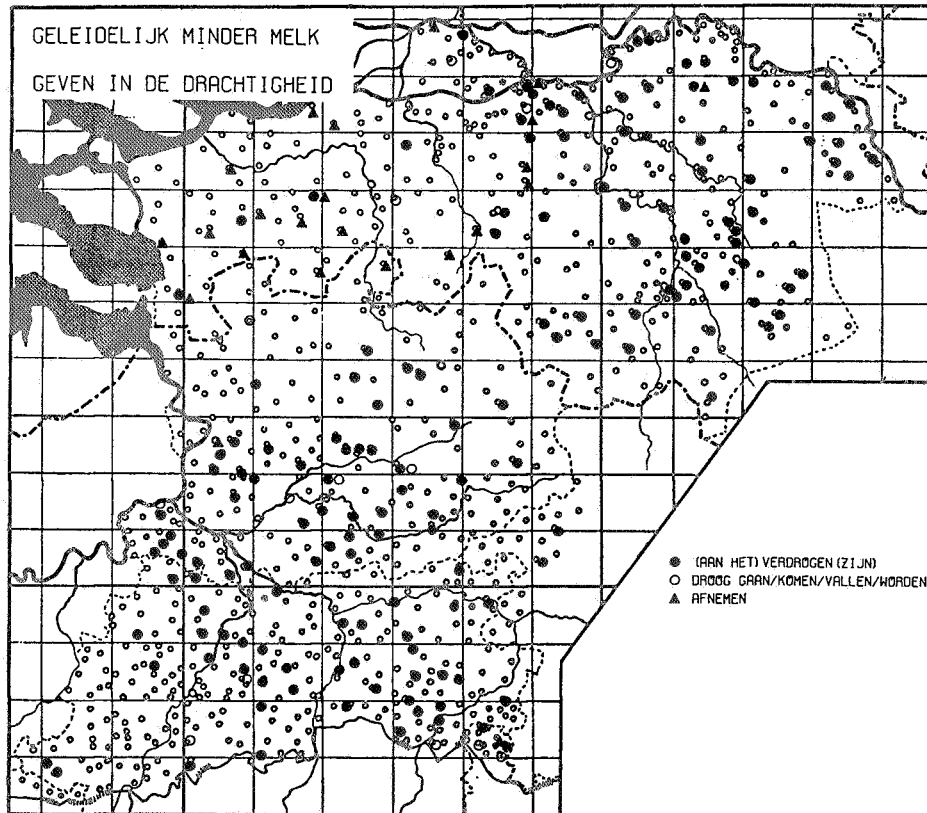 GELEIDELIJK MINDER MELK
GEVEN IN DE DRACHTIGHEID
(AAN HET) VERDROGEN (ZIJN)
DROOG GAAN/KOMEN/VALLEN/WORDEN
AFNEMEN